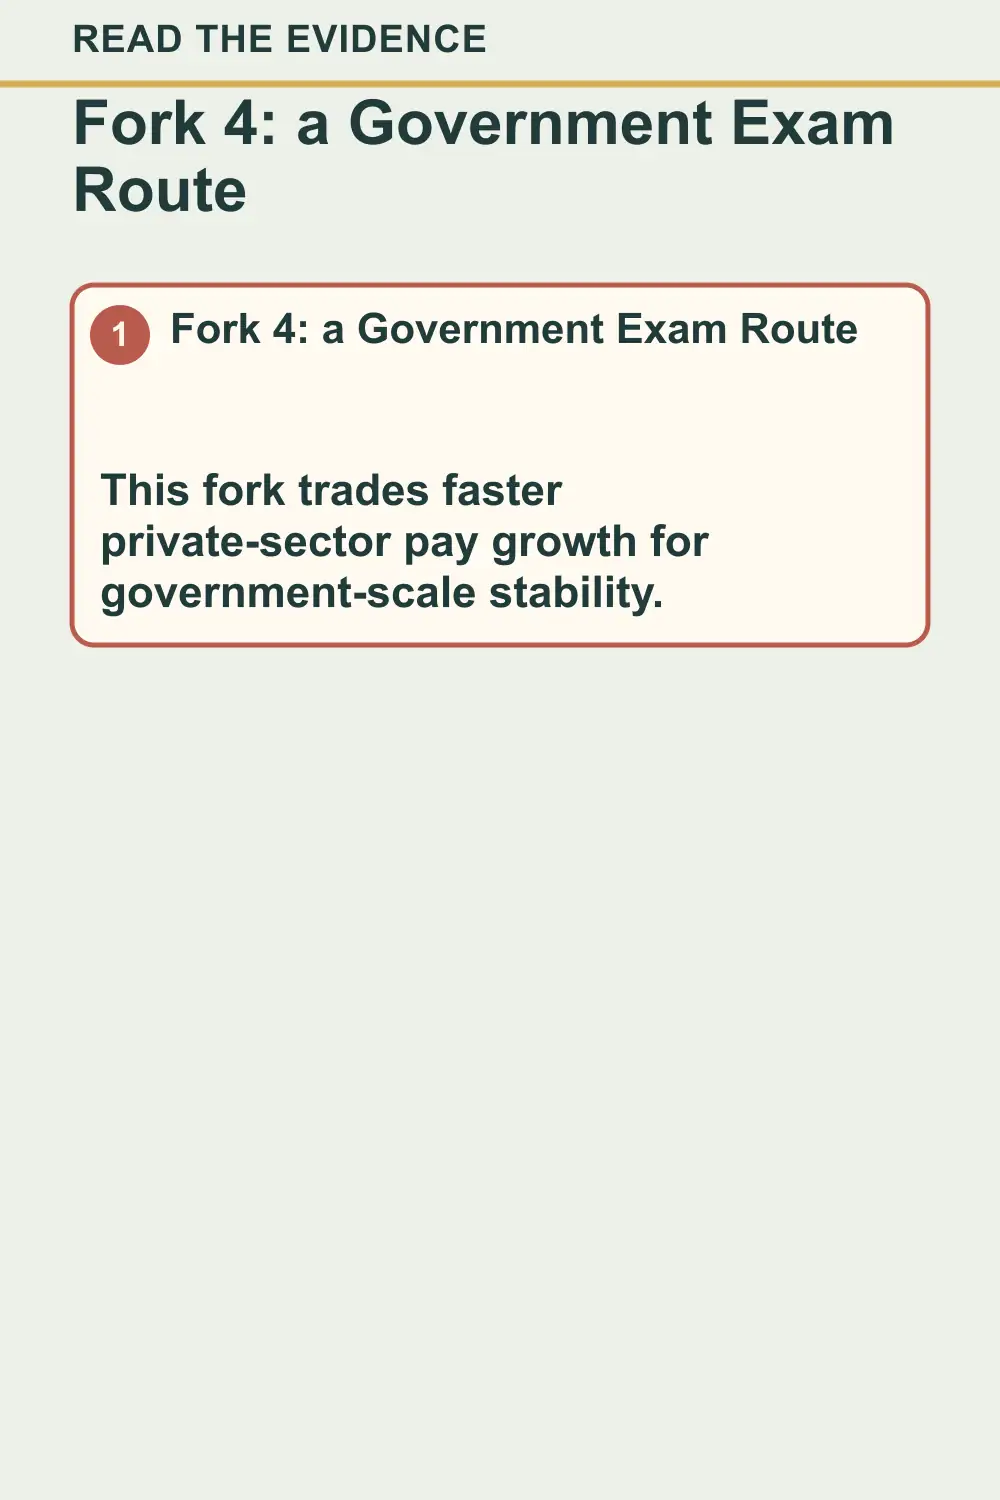 READ THE EVIDENCE
Fork 4: a Government Exam
Route
1 Fork 4: a Government Exam Route
This fork trades faster
private-sector pay growth for
government-scale stability.